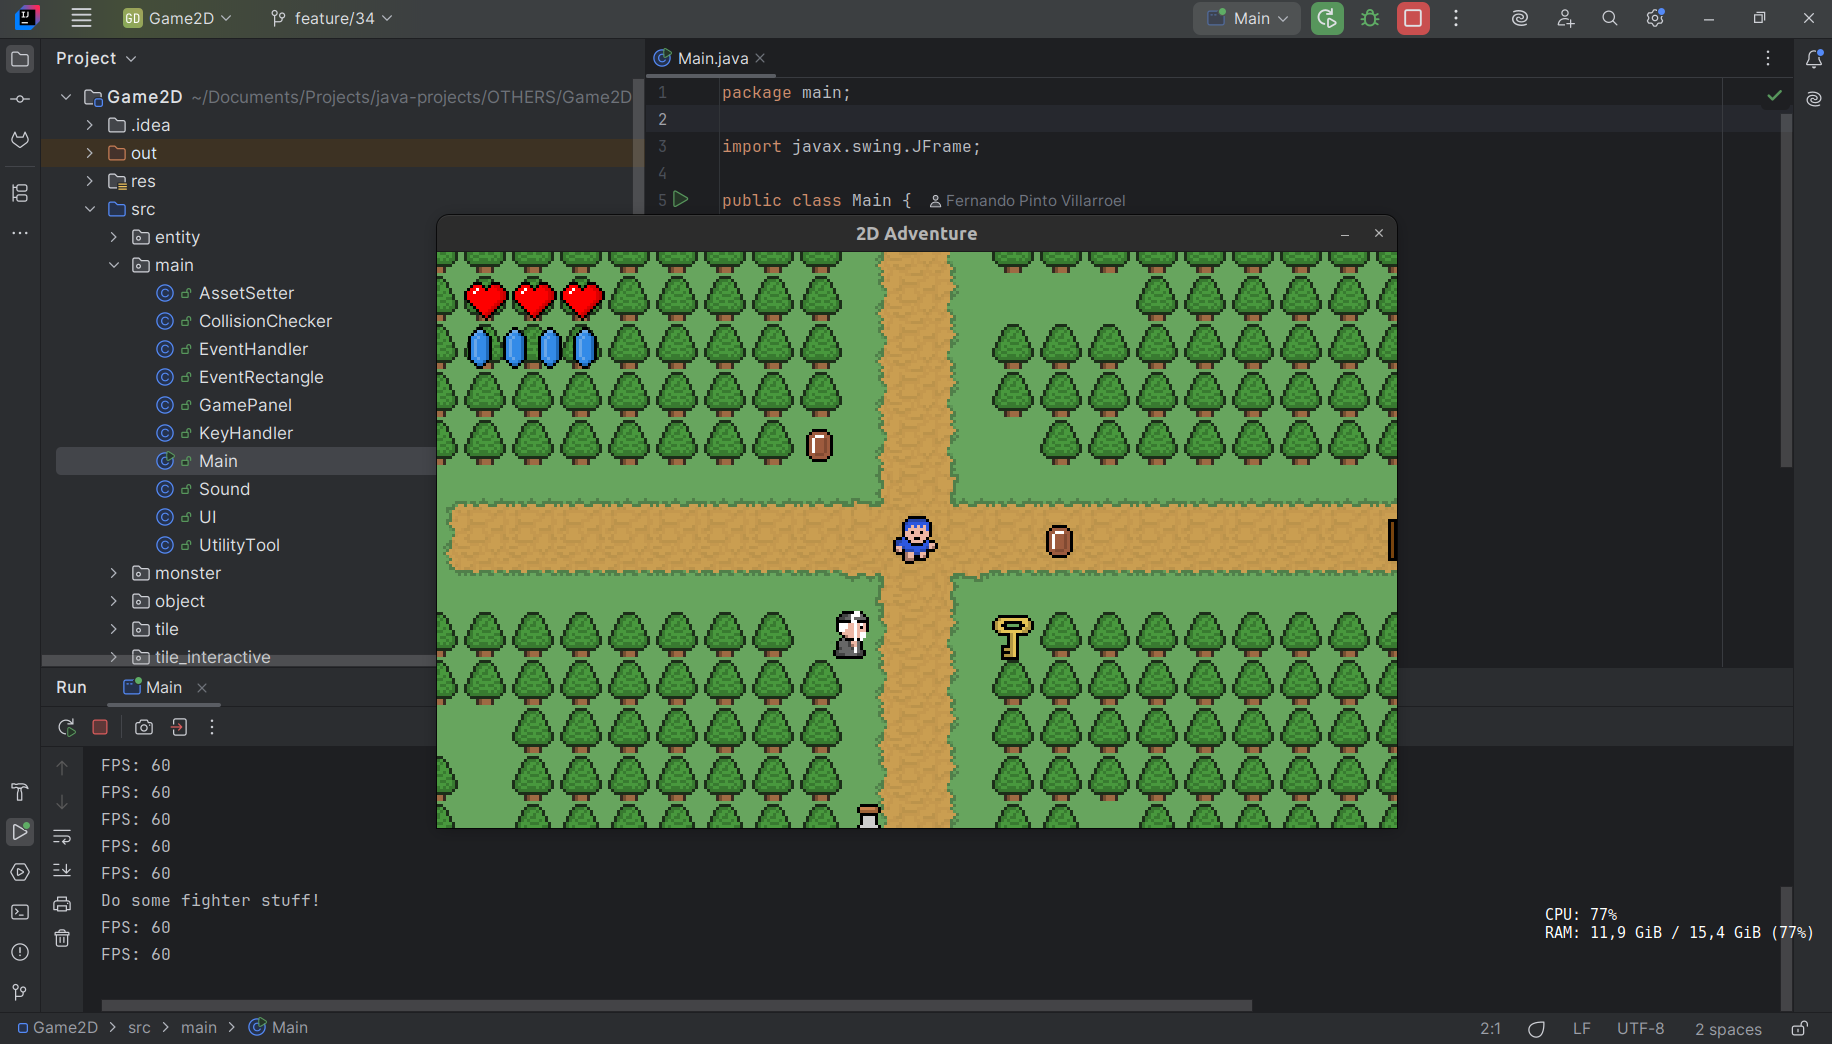 GD Game2D feature/34 Main
Project
Main.java
Game2D ~/Documents/Projects/java-projects/OTHERS/Game2D
.idea
out
res
src
entity
main
AssetSetter
CollisionChecker
EventHandler
EventRectangle
GamePanel
KeyHandler
Main
Sound
UI
UtilityTool
monster
object
tile
tile_interactive
1 package main;
2
3 import javax.swing.JFrame;
4
5 public class Main { Fernando Pinto Villarroel
2D Adventure
Run Main
FPS: 60
FPS: 60
FPS: 60
FPS: 60
FPS: 60
Do some fighter stuff!
FPS: 60
FPS: 60
CPU: 77%
RAM: 11,9 GiB / 15,4 GiB (77%)
Game2D > src > main > Main
2:1 LF UTF-8 2 spaces